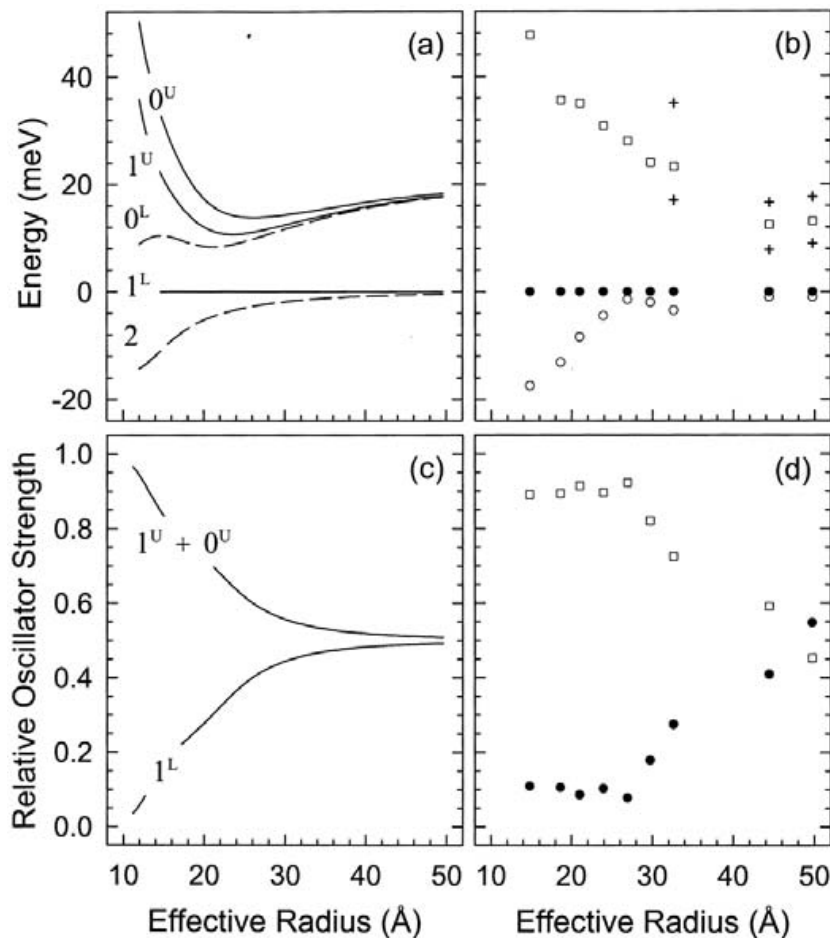 (a)
(b)
Energy (meV)
40
20
0
-20
0ᵁ
1ᵁ
0ᴸ
1ᴸ
2
(c)
(d)
Relative Oscillator Strength
1.0
0.8
0.6
0.4
0.2
0.0
1ᵁ + 0ᵁ
1ᴸ
10 20 30 40 50
10 20 30 40 50
Effective Radius (Å)
Effective Radius (Å)